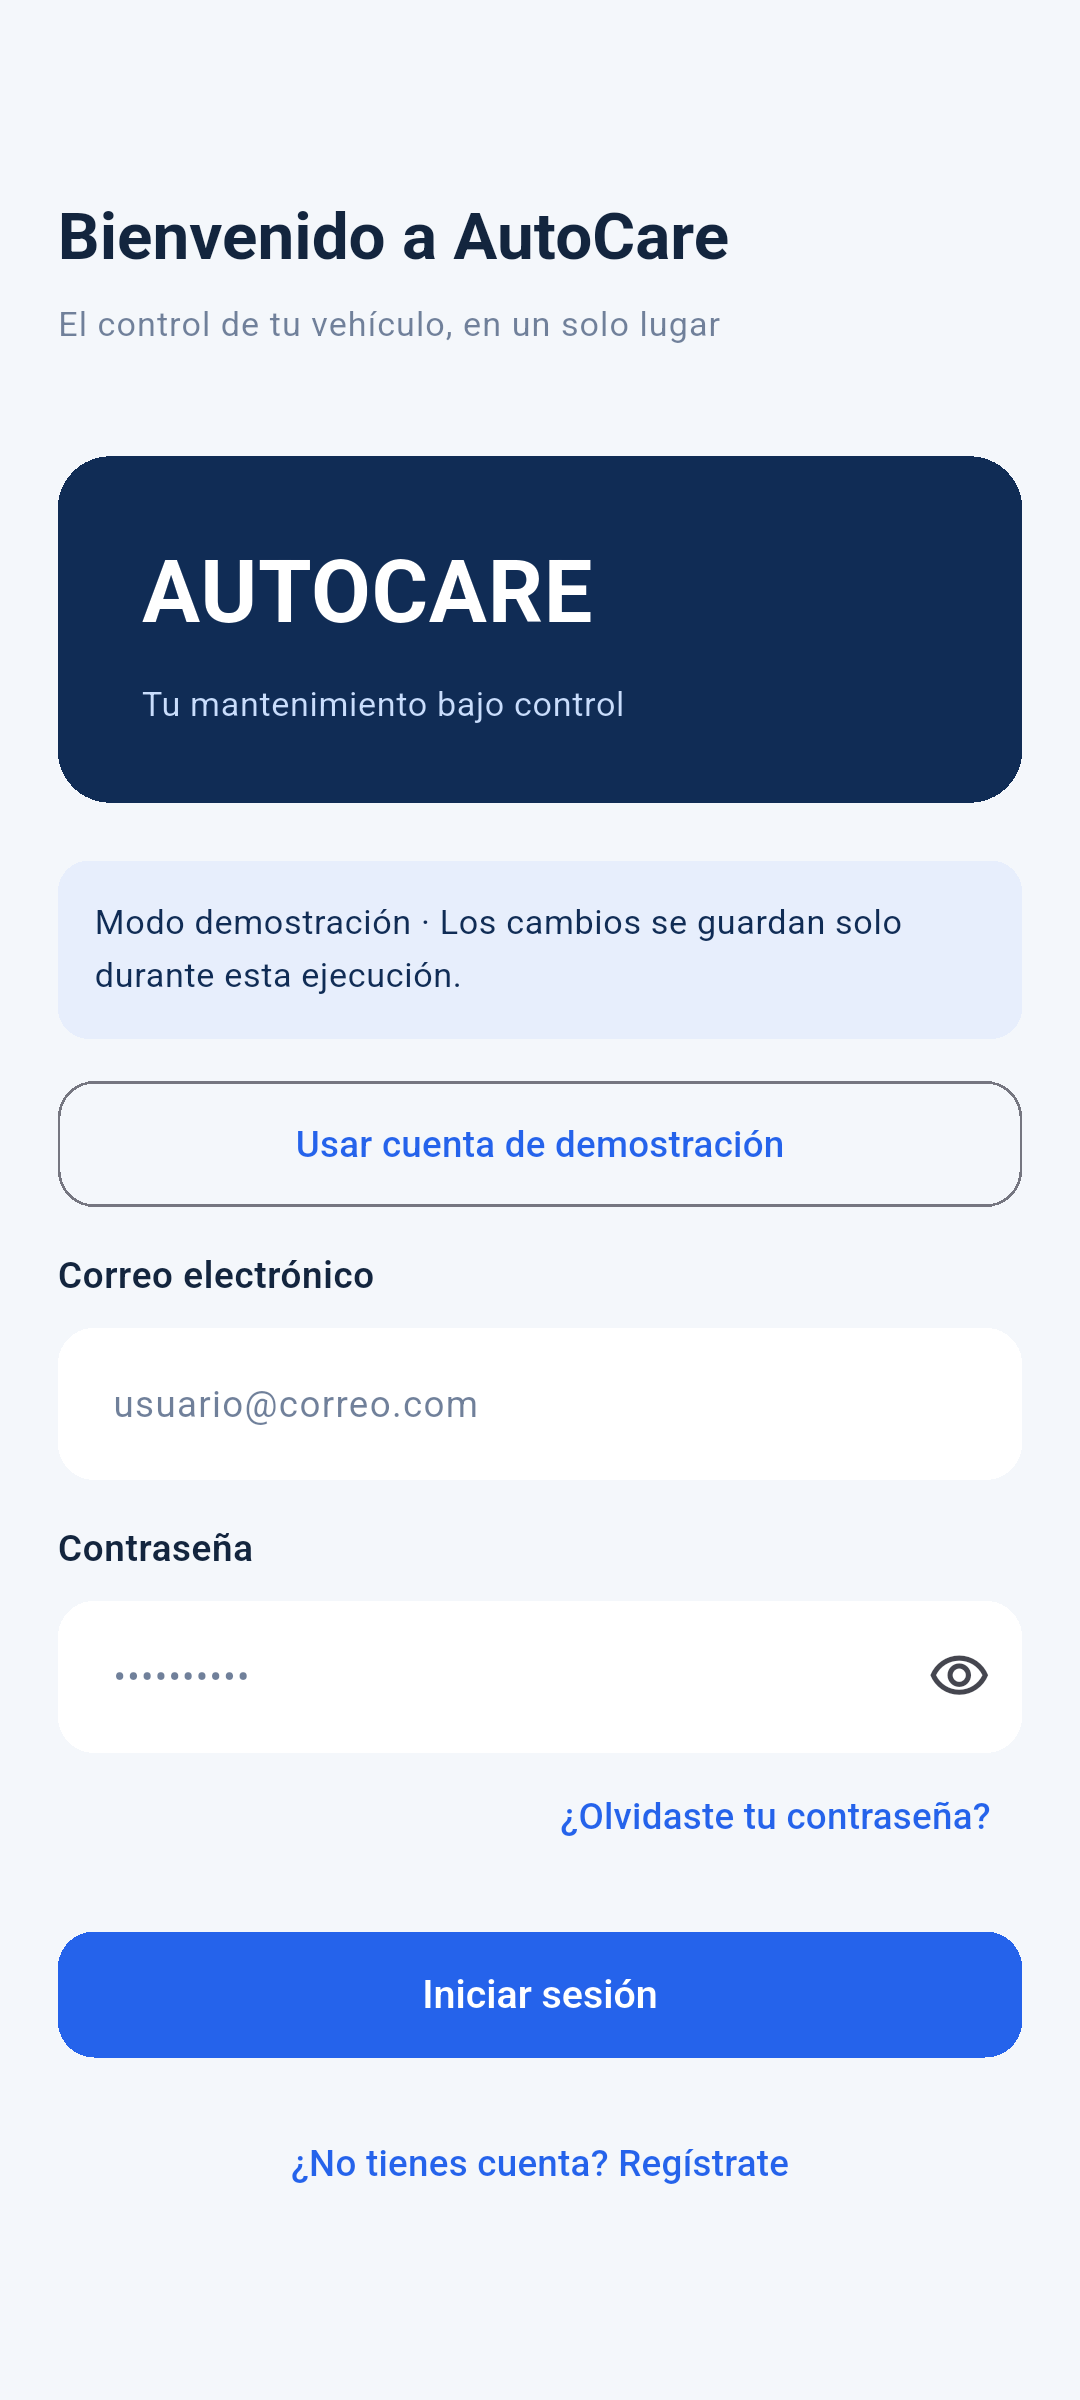 Bienvenido a AutoCare
El control de tu vehículo, en un solo lugar
AUTOCARE
Tu mantenimiento bajo control
Modo demostración · Los cambios se guardan solo
durante esta ejecución.
Usar cuenta de demostración
Correo electrónico
usuario@correo.com
Contraseña
••••••••••
¿Olvidaste tu contraseña?
Iniciar sesión
¿No tienes cuenta? Regístrate